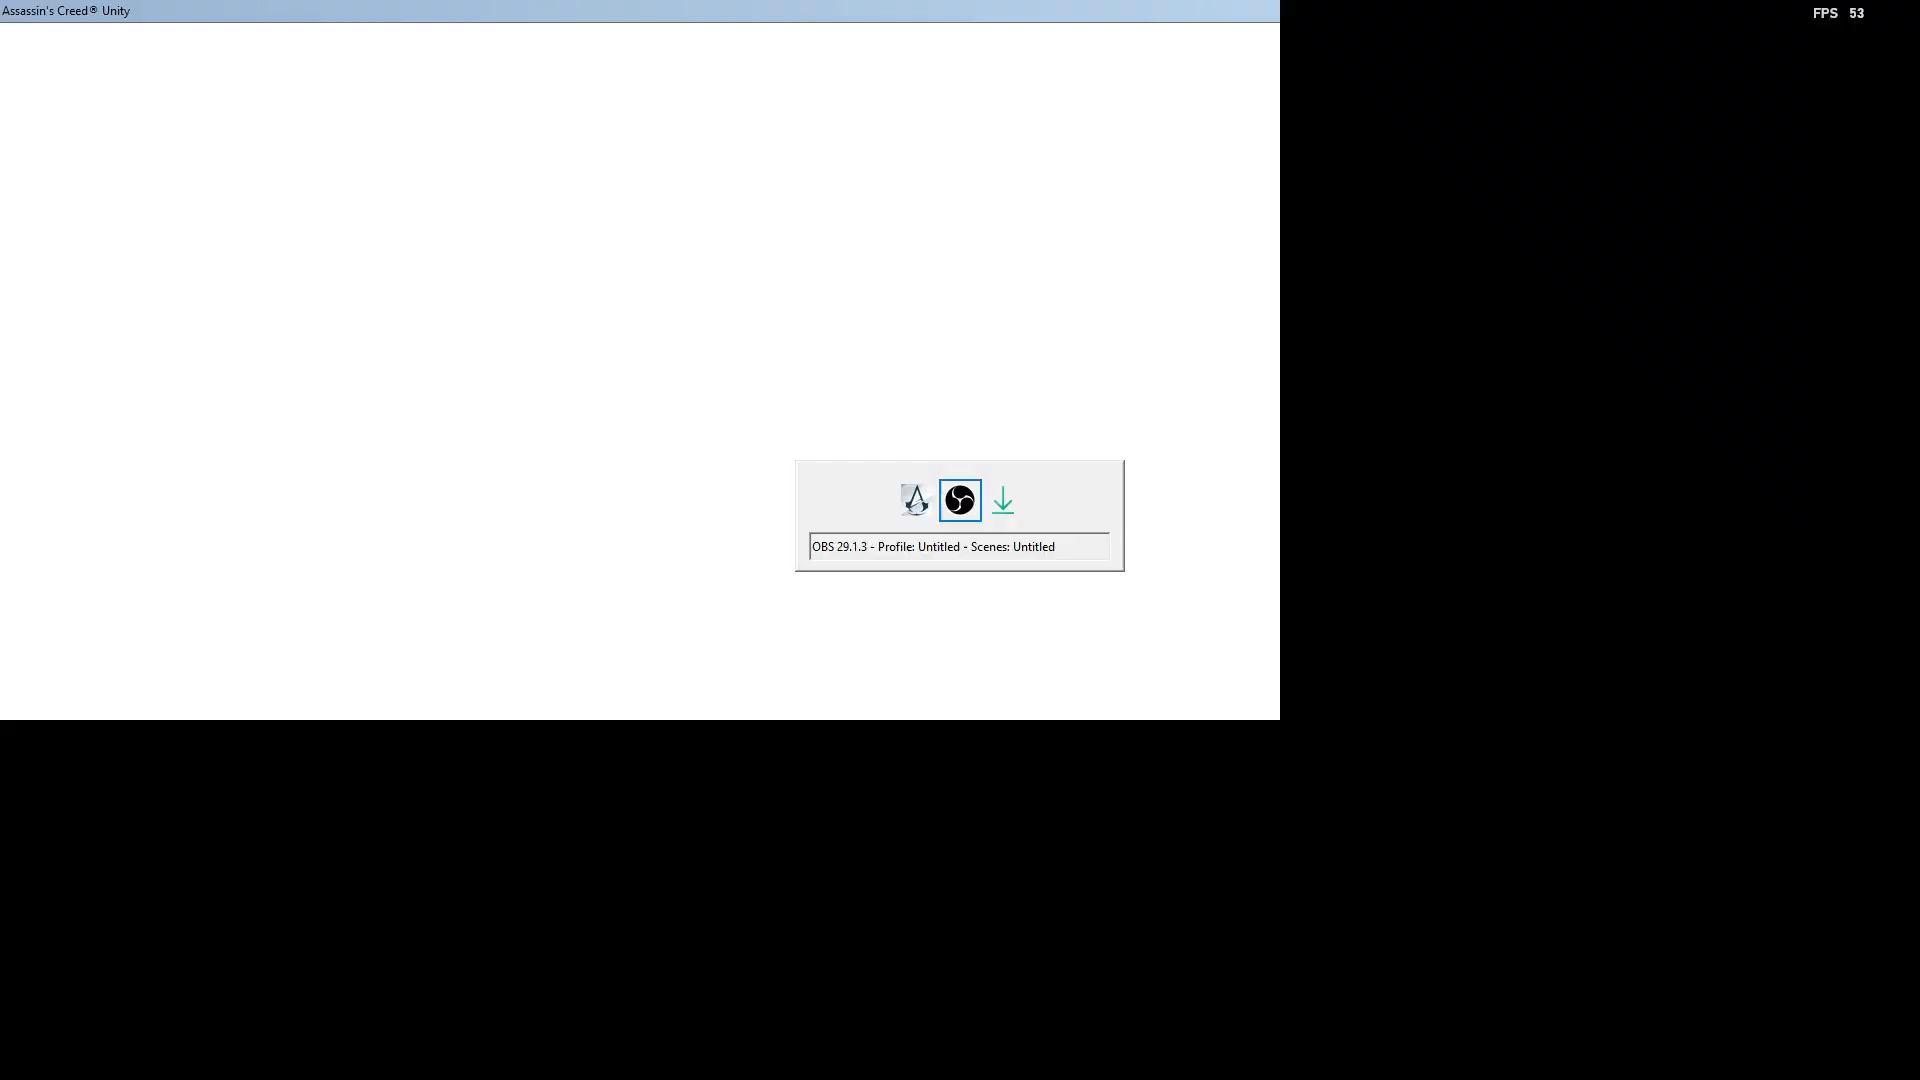 Assassin's Creed® Unity
FPS 53
OBS 29.1.3 - Profile: Untitled - Scenes: Untitled